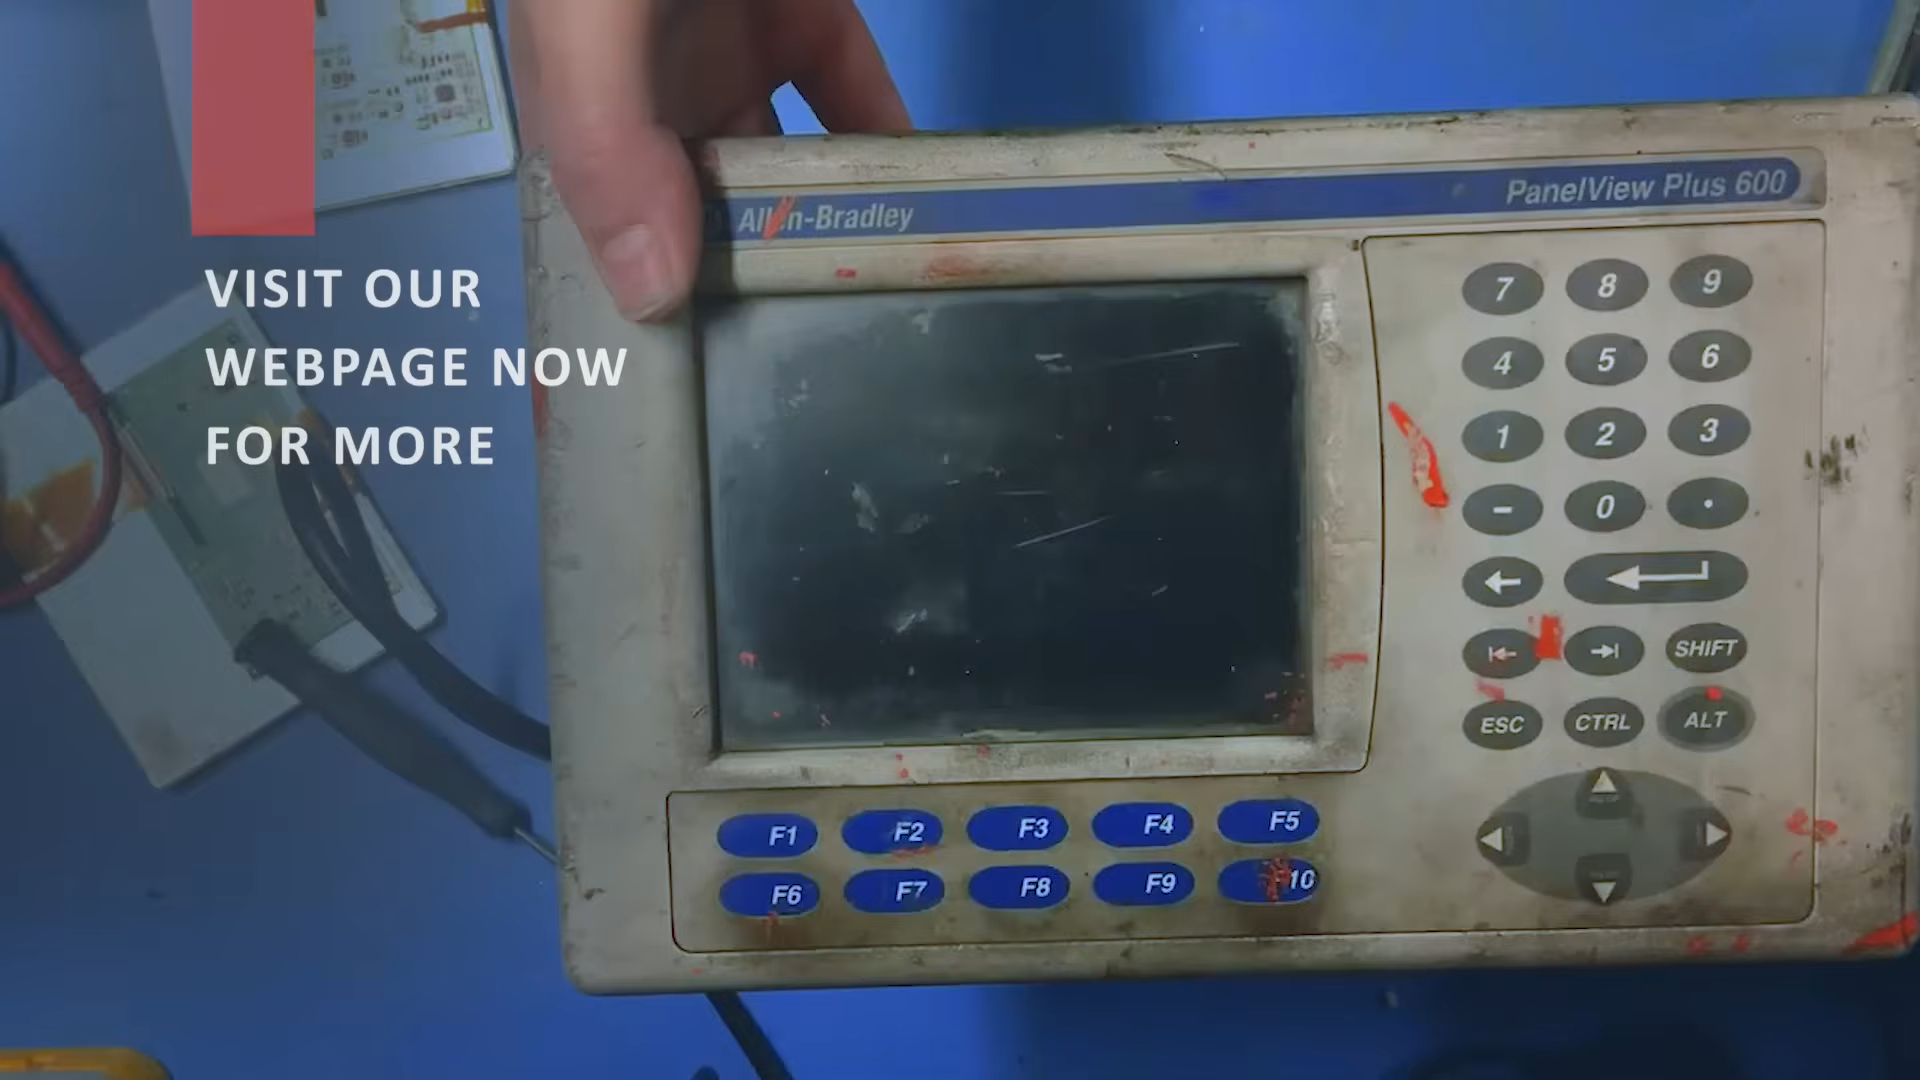 VISIT OUR
WEBPAGE NOW
FOR MORE
Allen-Bradley
PanelView Plus 600
7 8 9
4 5 6
1 2 3
- 0 .
SHIFT
ESC CTRL ALT
F1 F2 F3 F4 F5
F6 F7 F8 F9 F10